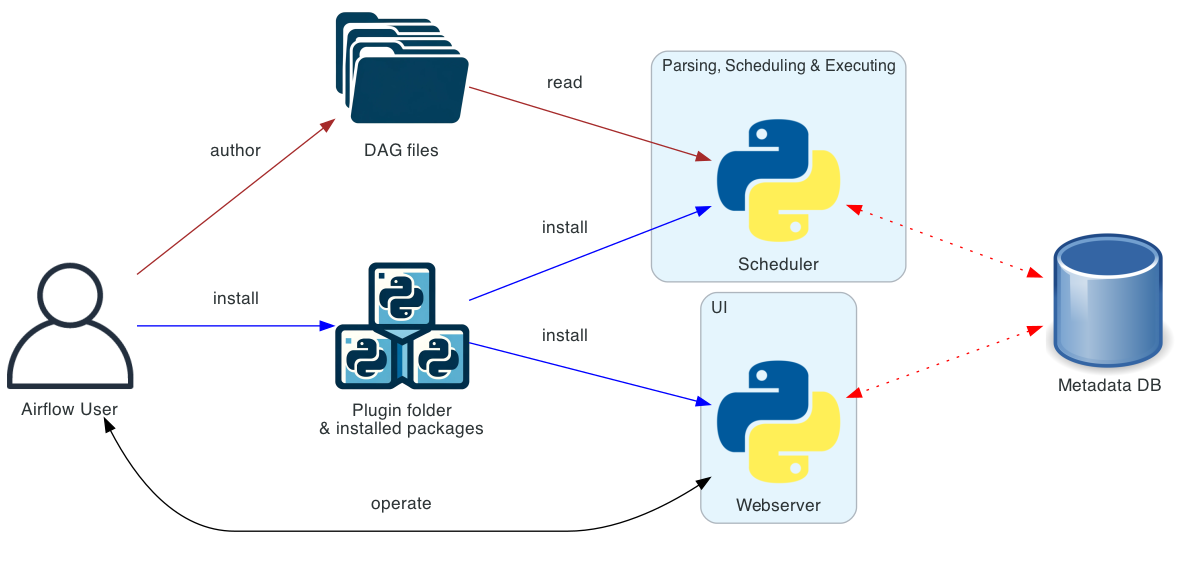 Parsing, Scheduling & Executing
read
author
DAG files
install
Scheduler
install
UI
install
Metadata DB
Airflow User
Plugin folder
& installed packages
operate
Webserver